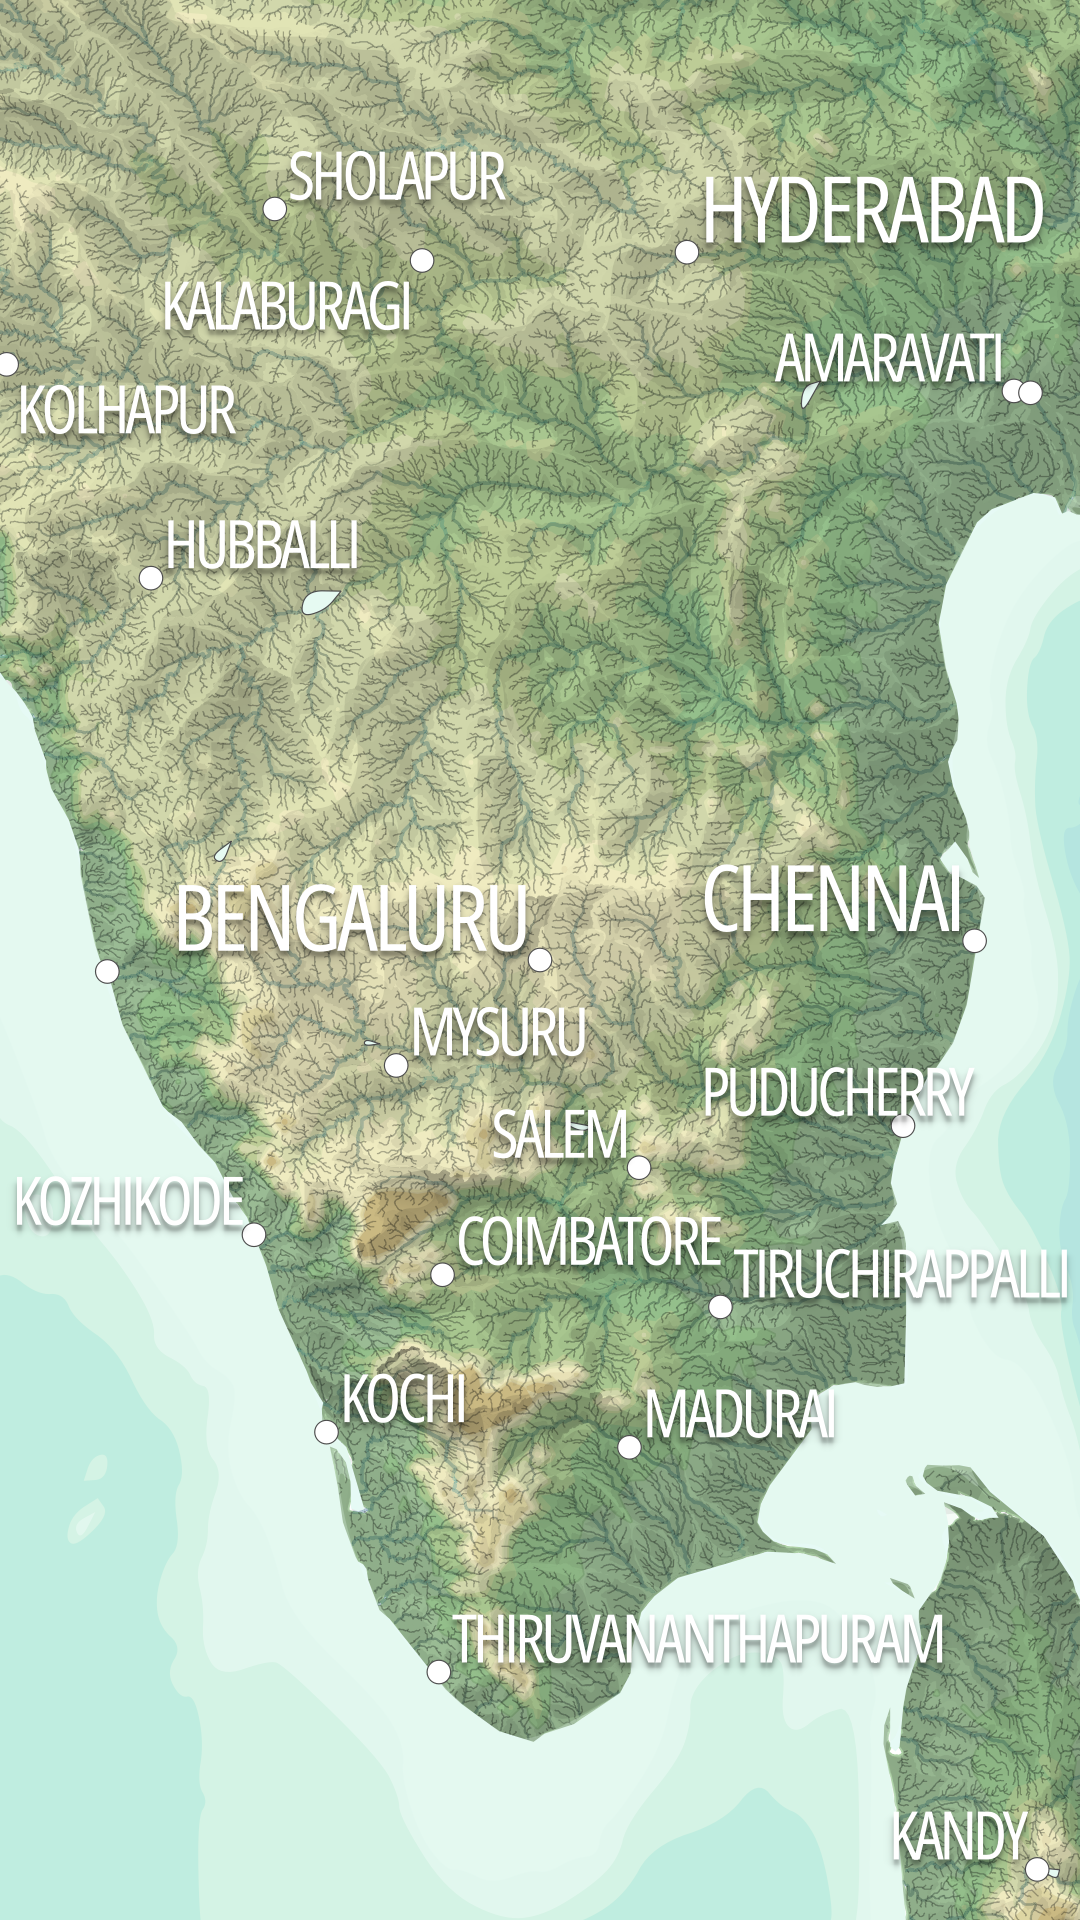 SHOLAPUR
HYDERABAD
KALABURAGI
AMARAVATI
KOLHAPUR
HUBBALLI
BENGALURU
CHENNAI
MYSURU
PUDUCHERRY
SALEM
KOZHIKODE
COIMBATORE
TIRUCHIRAPPALLI
KOCHI
MADURAI
THIRUVANANTHAPURAM
KANDY